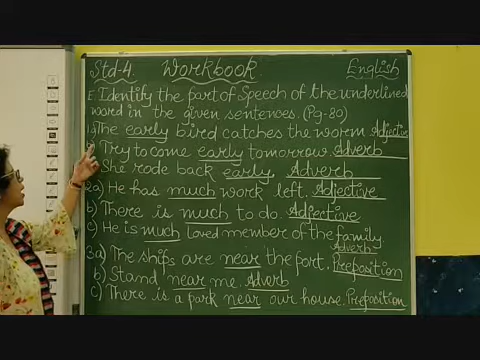 Std-4. Workbook English
E. Identify the part of Speech of the underlined
word in the given sentences. (Pg-80)
The early bird catches the worm Adjective
Try to come early tomorrow. Adverb
She rode back early. Adverb
2a) He has much work left. Adjective
b) There is much to do. Adjective
c) He is much loved member of the family.
Adverb
3a) The ships are near the port. Preposition
b) Stand near me. Adverb
c) There is a park near our house. Preposition